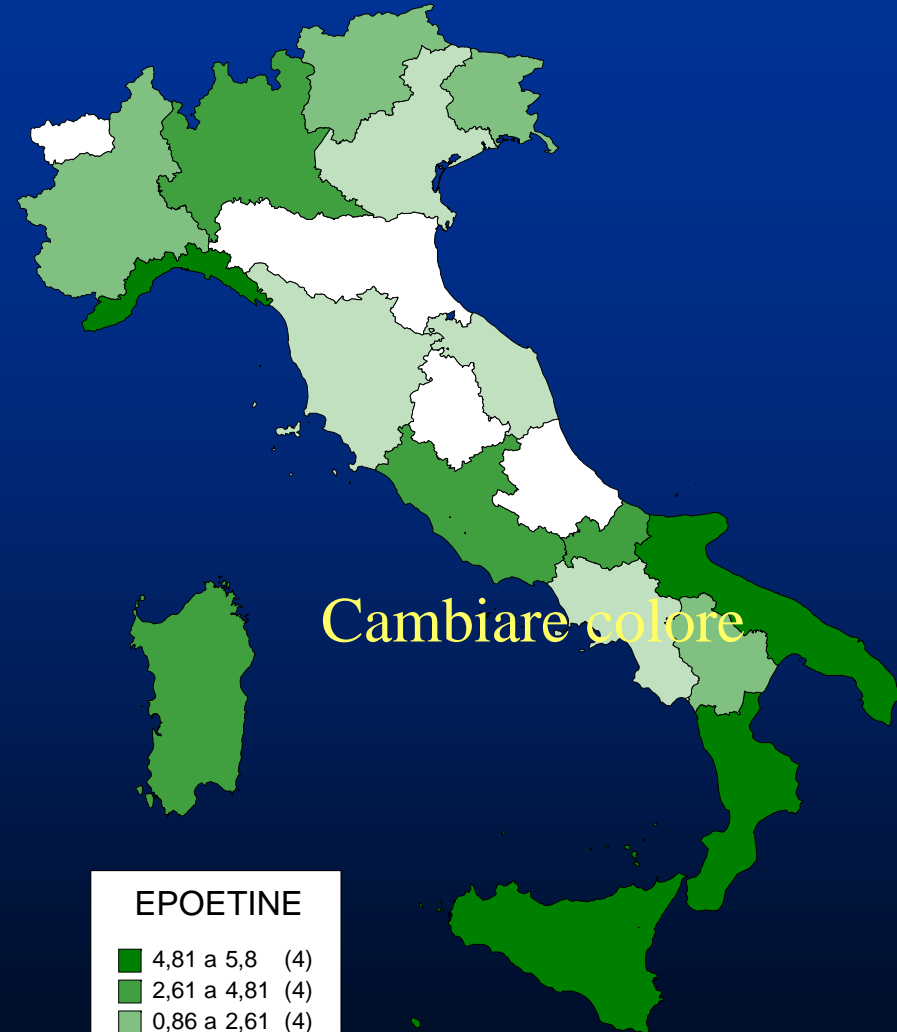 Cambiare colore
EPOETINE
4,81 a 5,8 (4)
2,61 a 4,81 (4)
0,86 a 2,61 (4)